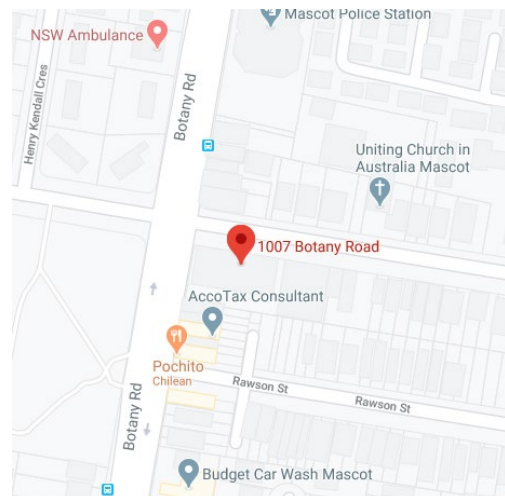 Mascot Police Station
NSW Ambulance
Botany Rd
Henry Kendall Cres
Uniting Church in
Australia Mascot
1007 Botany Road
AccoTax Consultant
Pochito
Chilean
Rawson St
Rawson St
Botany Rd
Budget Car Wash Mascot